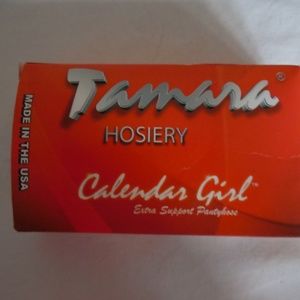 Tamara®
HOSIERY
MADE IN THE USA
Calendar Girl™
Extra Support Pantyhose